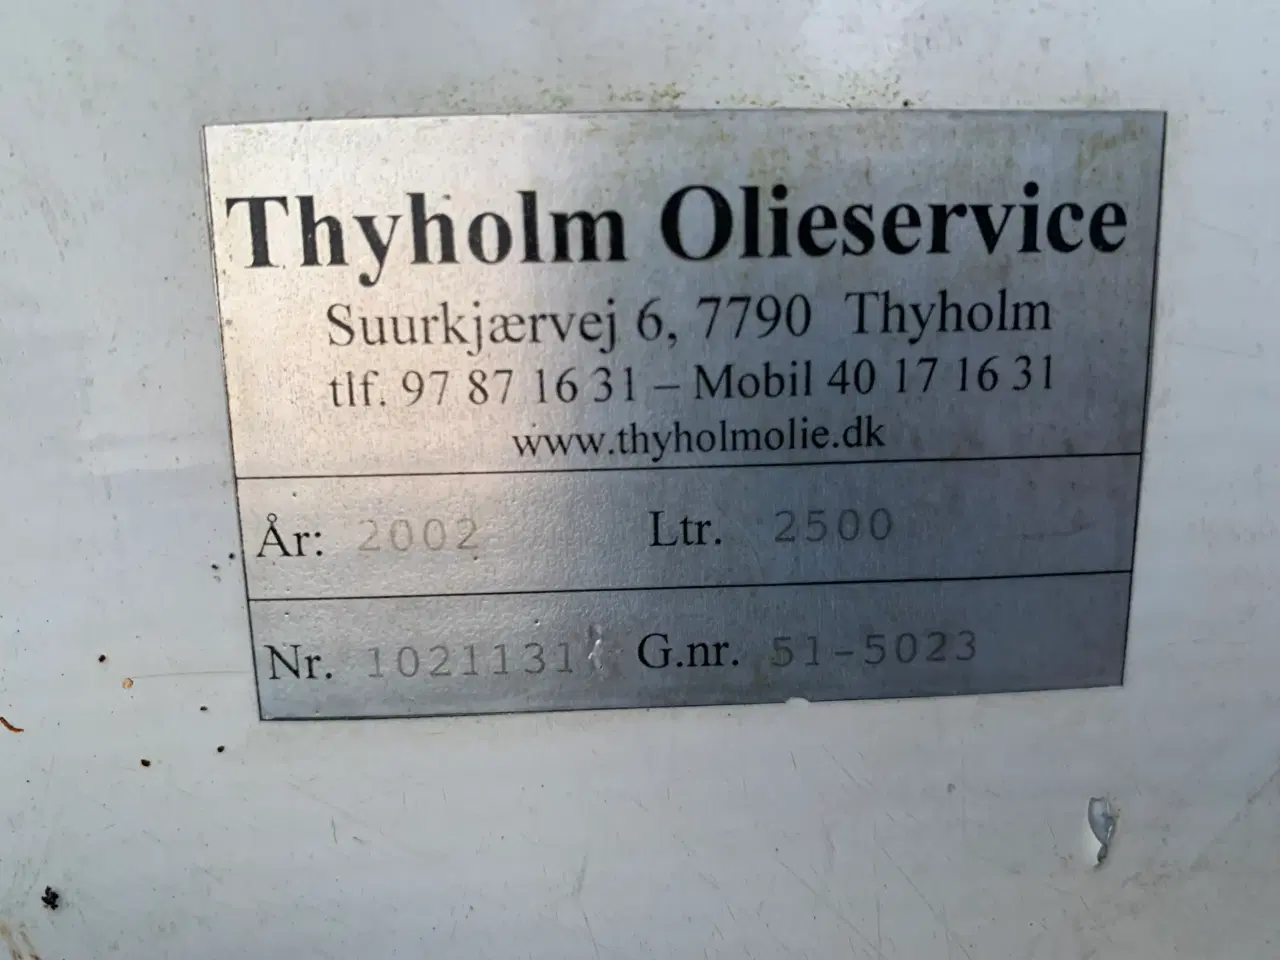 Thyholm Olieservice
Suurkjærvej 6, 7790 Thyholm
tlf. 97 87 16 31 – Mobil 40 17 16 31
www.thyholmolie.dk
År: 2002 Ltr. 2500
Nr. 1021131 G.nr. 51-5023